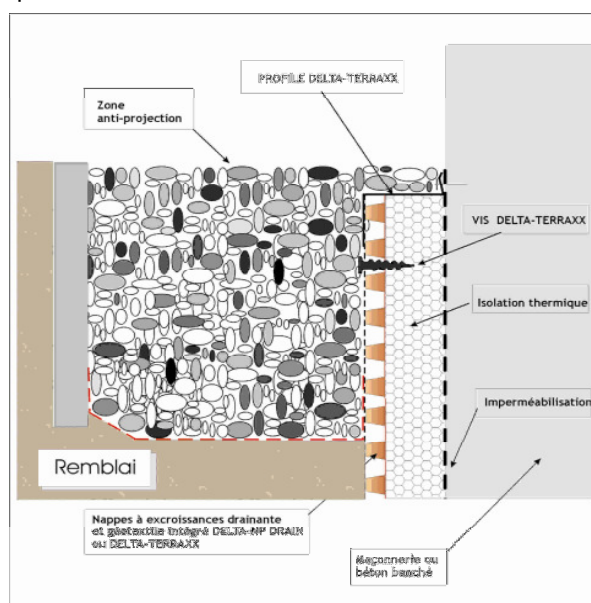 PROFILE DELTA-TERRAXX
Zone
anti-projection
VIS DELTA-TERRAXX
Isolation thermique
Imperméabilisation
Remblai
Nappes à excroissances drainante
et géotextile intégré DELTA-NP DRAIN
ou DELTA-TERRAXX
Maçonnerie ou
béton banché